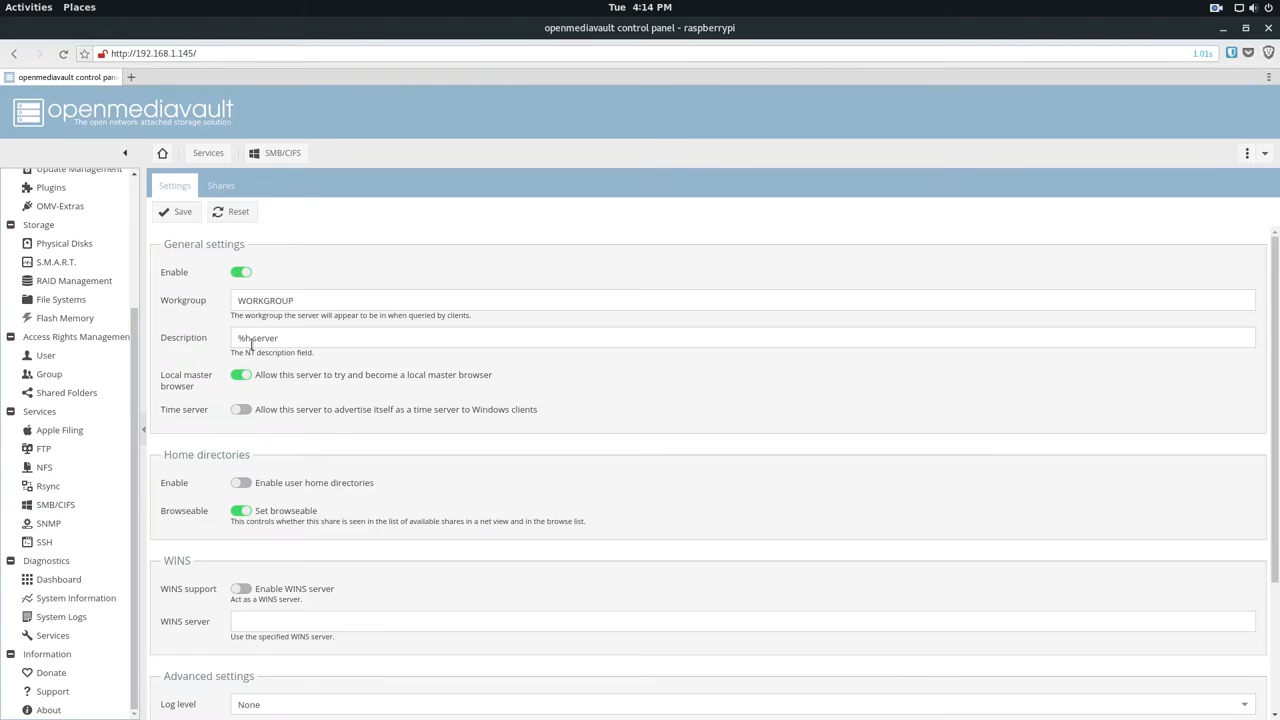 Activities Places Tue 4:14 PM
openmediavault control panel - raspberrypi
http://192.168.1.145/ 1.01s
openmediavault control pane
openmediavault
The open network attached storage solution
Services SMB/CIFS
Update Management
Plugins
OMV-Extras
Storage
Physical Disks
S.M.A.R.T.
RAID Management
File Systems
Flash Memory
Access Rights Managemen
User
Group
Shared Folders
Services
Apple Filing
FTP
NFS
Rsync
SMB/CIFS
SNMP
SSH
Diagnostics
Dashboard
System Information
System Logs
Services
Information
Donate
Support
About
Settings Shares
Save Reset
General settings
Enable
Workgroup WORKGROUP
The workgroup the server will appear to be in when queried by clients.
Description %h server
The NT description field.
Local master browser Allow this server to try and become a local master browser
Time server Allow this server to advertise itself as a time server to Windows clients
Home directories
Enable Enable user home directories
Browseable Set browseable
This controls whether this share is seen in the list of available shares in a net view and in the browse list.
WINS
WINS support Enable WINS server
Act as a WINS server.
WINS server
Use the specified WINS server.
Advanced settings
Log level None